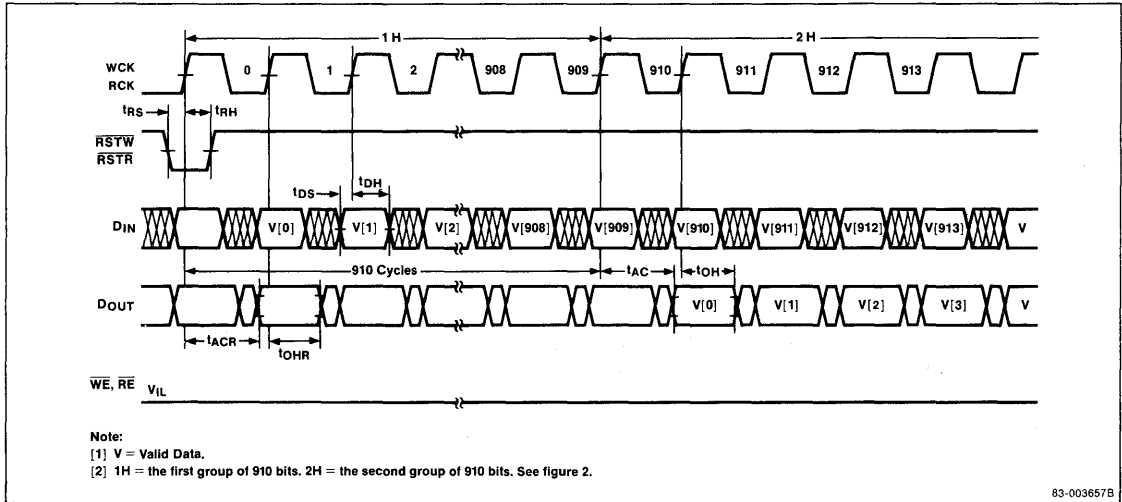 1 H
2 H
WCK
RCK
0
1
2
908
909
910
911
912
913
tRS
tRH
RSTW
RSTR
tDS
tDH
DIN
V[0]
V[1]
V[2]
V[908]
V[909]
V[910]
V[911]
V[912]
V[913]
V
910 Cycles
tAC
tOH
DOUT
V[0]
V[1]
V[2]
V[3]
V
tACR
tOHR
WE, RE
VIL
Note:
[1] V = Valid Data.
[2] 1H = the first group of 910 bits. 2H = the second group of 910 bits. See figure 2.
83-003657B